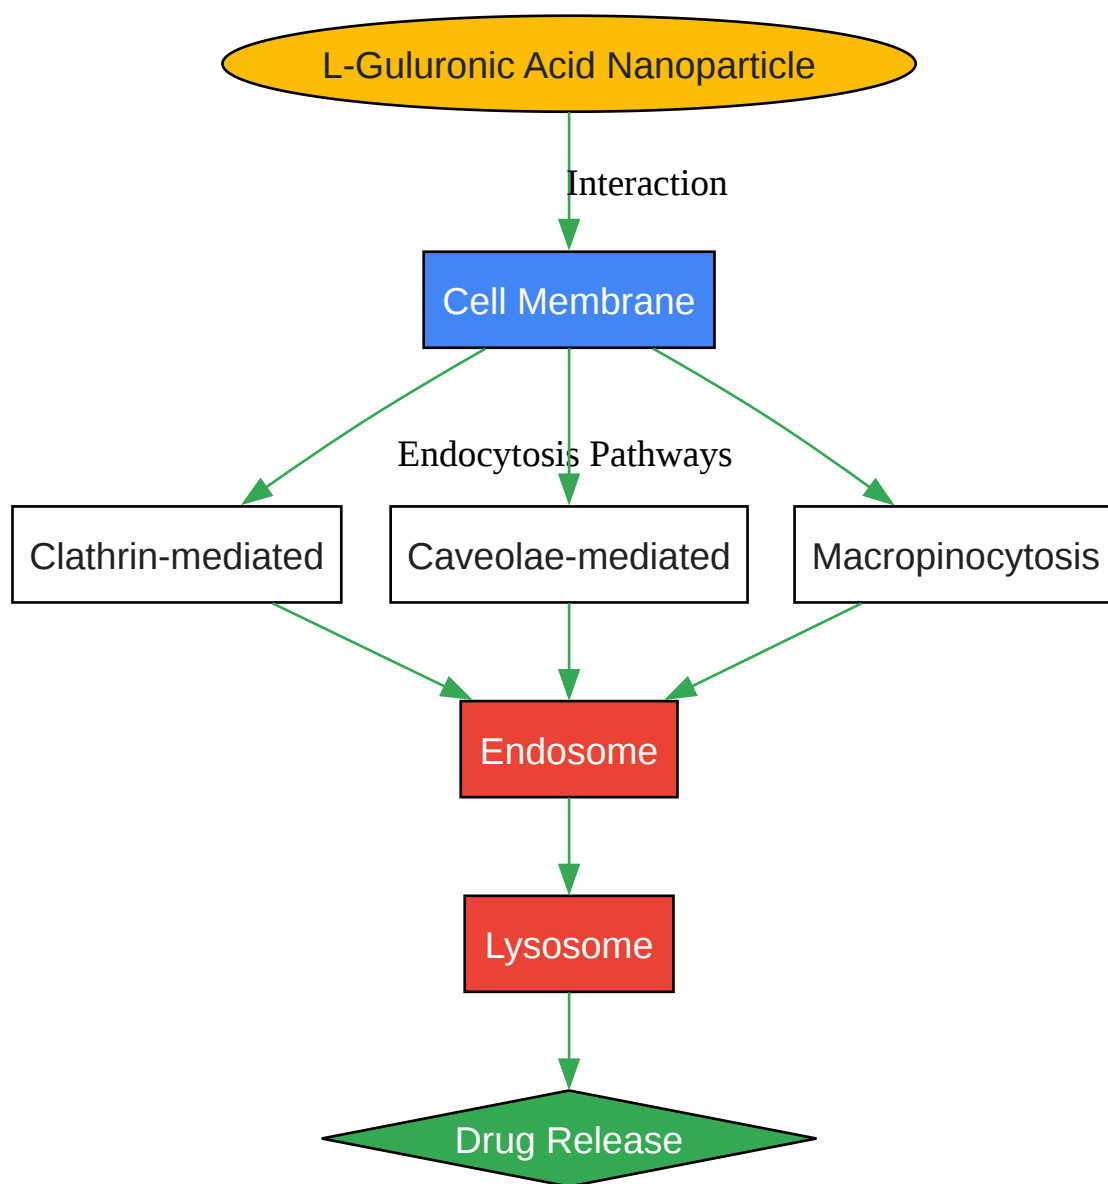 L-Guluronic Acid Nanoparticle
Interaction
Cell Membrane
Endocytosis Pathways
Clathrin-mediated
Caveolae-mediated
Macropinocytosis
Endosome
Lysosome
Drug Release